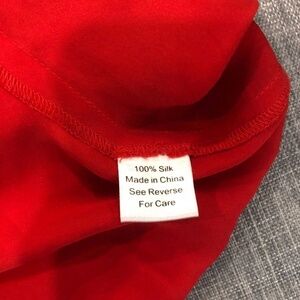 100% Silk
Made in China
See Reverse
For Care